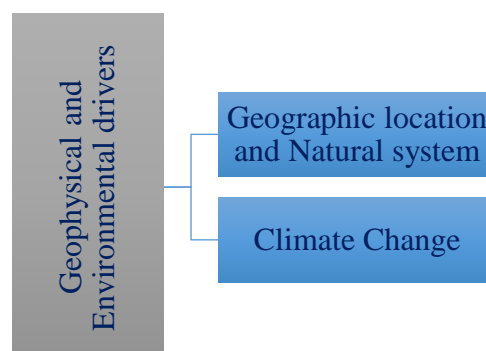 Geophysical and
Environmental drivers
Geographic location
and Natural system
Climate Change